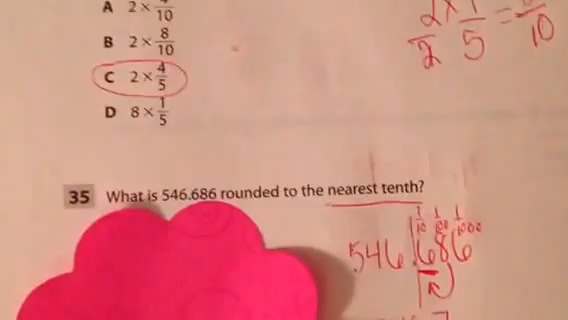 A 2 × 4/10
B 2 × 8/10
C 2 × 4/5
D 8 × 1/5
2/2 × 1/5 = /10
35 What is 546.686 rounded to the nearest tenth?
1/10 1/100 1/1000
546.686